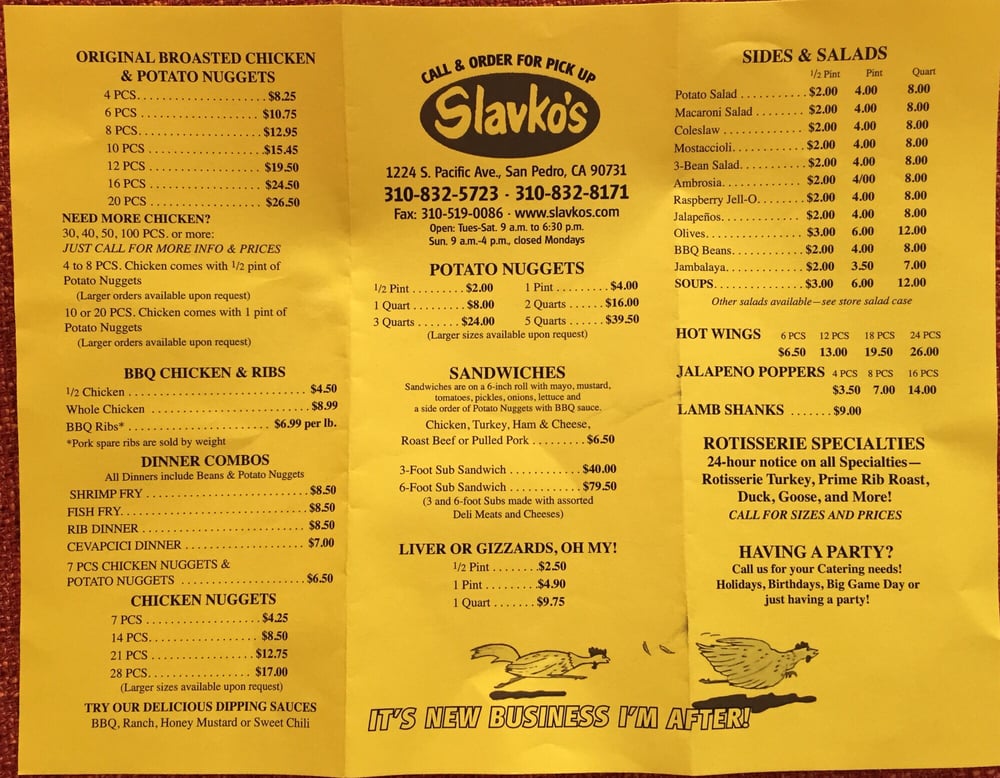 ORIGINAL BROASTED CHICKEN
& POTATO NUGGETS
4 PCS. . . . . . . . . . . . . . . . . . . $8.25
6 PCS . . . . . . . . . . . . . . . . . . $10.75
8 PCS. . . . . . . . . . . . . . . . . . $12.95
10 PCS . . . . . . . . . . . . . . . . . $15.45
12 PCS . . . . . . . . . . . . . . . . . $19.50
16 PCS . . . . . . . . . . . . . . . . . $24.50
20 PCS . . . . . . . . . . . . . . . . . $26.50
NEED MORE CHICKEN?
30, 40, 50, 100 PCS. or more:
JUST CALL FOR MORE INFO & PRICES
4 to 8 PCS. Chicken comes with 1/2 pint of
Potato Nuggets
(Larger orders available upon request)
10 or 20 PCS. Chicken comes with 1 pint of
Potato Nuggets
(Larger orders available upon request)
BBQ CHICKEN & RIBS
1/2 Chicken . . . . . . . . . . . . . . . . . . . . . . . . $4.50
Whole Chicken . . . . . . . . . . . . . . . . . . . . . $8.99
BBQ Ribs* . . . . . . . . . . . . . . . . . . . $6.99 per lb.
*Pork spare ribs are sold by weight
DINNER COMBOS
All Dinners include Beans & Potato Nuggets
SHRIMP FRY . . . . . . . . . . . . . . . . . . . . . . $8.50
FISH FRY. . . . . . . . . . . . . . . . . . . . . . . . . $8.50
RIB DINNER . . . . . . . . . . . . . . . . . . . . . . $8.50
CEVAPCICI DINNER . . . . . . . . . . . . . . . . $7.00
7 PCS CHICKEN NUGGETS &
POTATO NUGGETS . . . . . . . . . . . . . . . . . $6.50
CHICKEN NUGGETS
7 PCS . . . . . . . . . . . . . . . . . $4.25
14 PCS. . . . . . . . . . . . . . . . $8.50
21 PCS . . . . . . . . . . . . . . . $12.75
28 PCS. . . . . . . . . . . . . . . $17.00
(Larger sizes available upon request)
TRY OUR DELICIOUS DIPPING SAUCES
BBQ, Ranch, Honey Mustard or Sweet Chili
CALL & ORDER FOR PICK UP
Slavko's
1224 S. Pacific Ave., San Pedro, CA 90731
310-832-5723 · 310-832-8171
Fax: 310-519-0086 · www.slavkos.com
Open: Tues-Sat. 9 a.m. to 6:30 p.m.
Sun. 9 a.m.-4 p.m., closed Mondays
POTATO NUGGETS
1/2 Pint . . . . . . . . . $2.00 1 Pint . . . . . . . . . $4.00
1 Quart . . . . . . . . . $8.00 2 Quarts . . . . . . $16.00
3 Quarts . . . . . . . $24.00 5 Quarts . . . . . . $39.50
(Larger sizes available upon request)
SANDWICHES
Sandwiches are on a 6-inch roll with mayo, mustard,
tomatoes, pickles, onions, lettuce and
a side order of Potato Nuggets with BBQ sauce.
Chicken, Turkey, Ham & Cheese,
Roast Beef or Pulled Pork . . . . . . . . . $6.50
3-Foot Sub Sandwich . . . . . . . . . . . . $40.00
6-Foot Sub Sandwich . . . . . . . . . . . . $79.50
(3 and 6-foot Subs made with assorted
Deli Meats and Cheeses)
LIVER OR GIZZARDS, OH MY!
1/2 Pint . . . . . . . . $2.50
1 Pint . . . . . . . . . $4.90
1 Quart . . . . . . . $9.75
SIDES & SALADS
1/2 Pint Pint Quart
Potato Salad . . . . . . . . . . $2.00 4.00 8.00
Macaroni Salad . . . . . . . . $2.00 4.00 8.00
Coleslaw . . . . . . . . . . . . . $2.00 4.00 8.00
Mostaccioli. . . . . . . . . . . . $2.00 4.00 8.00
3-Bean Salad. . . . . . . . . . . $2.00 4.00 8.00
Ambrosia. . . . . . . . . . . . . $2.00 4/00 8.00
Raspberry Jell-O. . . . . . . . $2.00 4.00 8.00
Jalapeños. . . . . . . . . . . . . $2.00 4.00 8.00
Olives. . . . . . . . . . . . . . . . $3.00 6.00 12.00
BBQ Beans. . . . . . . . . . . . $2.00 4.00 8.00
Jambalaya. . . . . . . . . . . . . $2.00 3.50 7.00
SOUPS. . . . . . . . . . . . . . . $3.00 6.00 12.00
Other salads available—see store salad case
HOT WINGS 6 PCS 12 PCS 18 PCS 24 PCS
$6.50 13.00 19.50 26.00
JALAPENO POPPERS 4 PCS 8 PCS 16 PCS
$3.50 7.00 14.00
LAMB SHANKS . . . . . . . $9.00
ROTISSERIE SPECIALTIES
24-hour notice on all Specialties—
Rotisserie Turkey, Prime Rib Roast,
Duck, Goose, and More!
CALL FOR SIZES AND PRICES
HAVING A PARTY?
Call us for your Catering needs!
Holidays, Birthdays, Big Game Day or
just having a party!
IT'S NEW BUSINESS I'M AFTER!